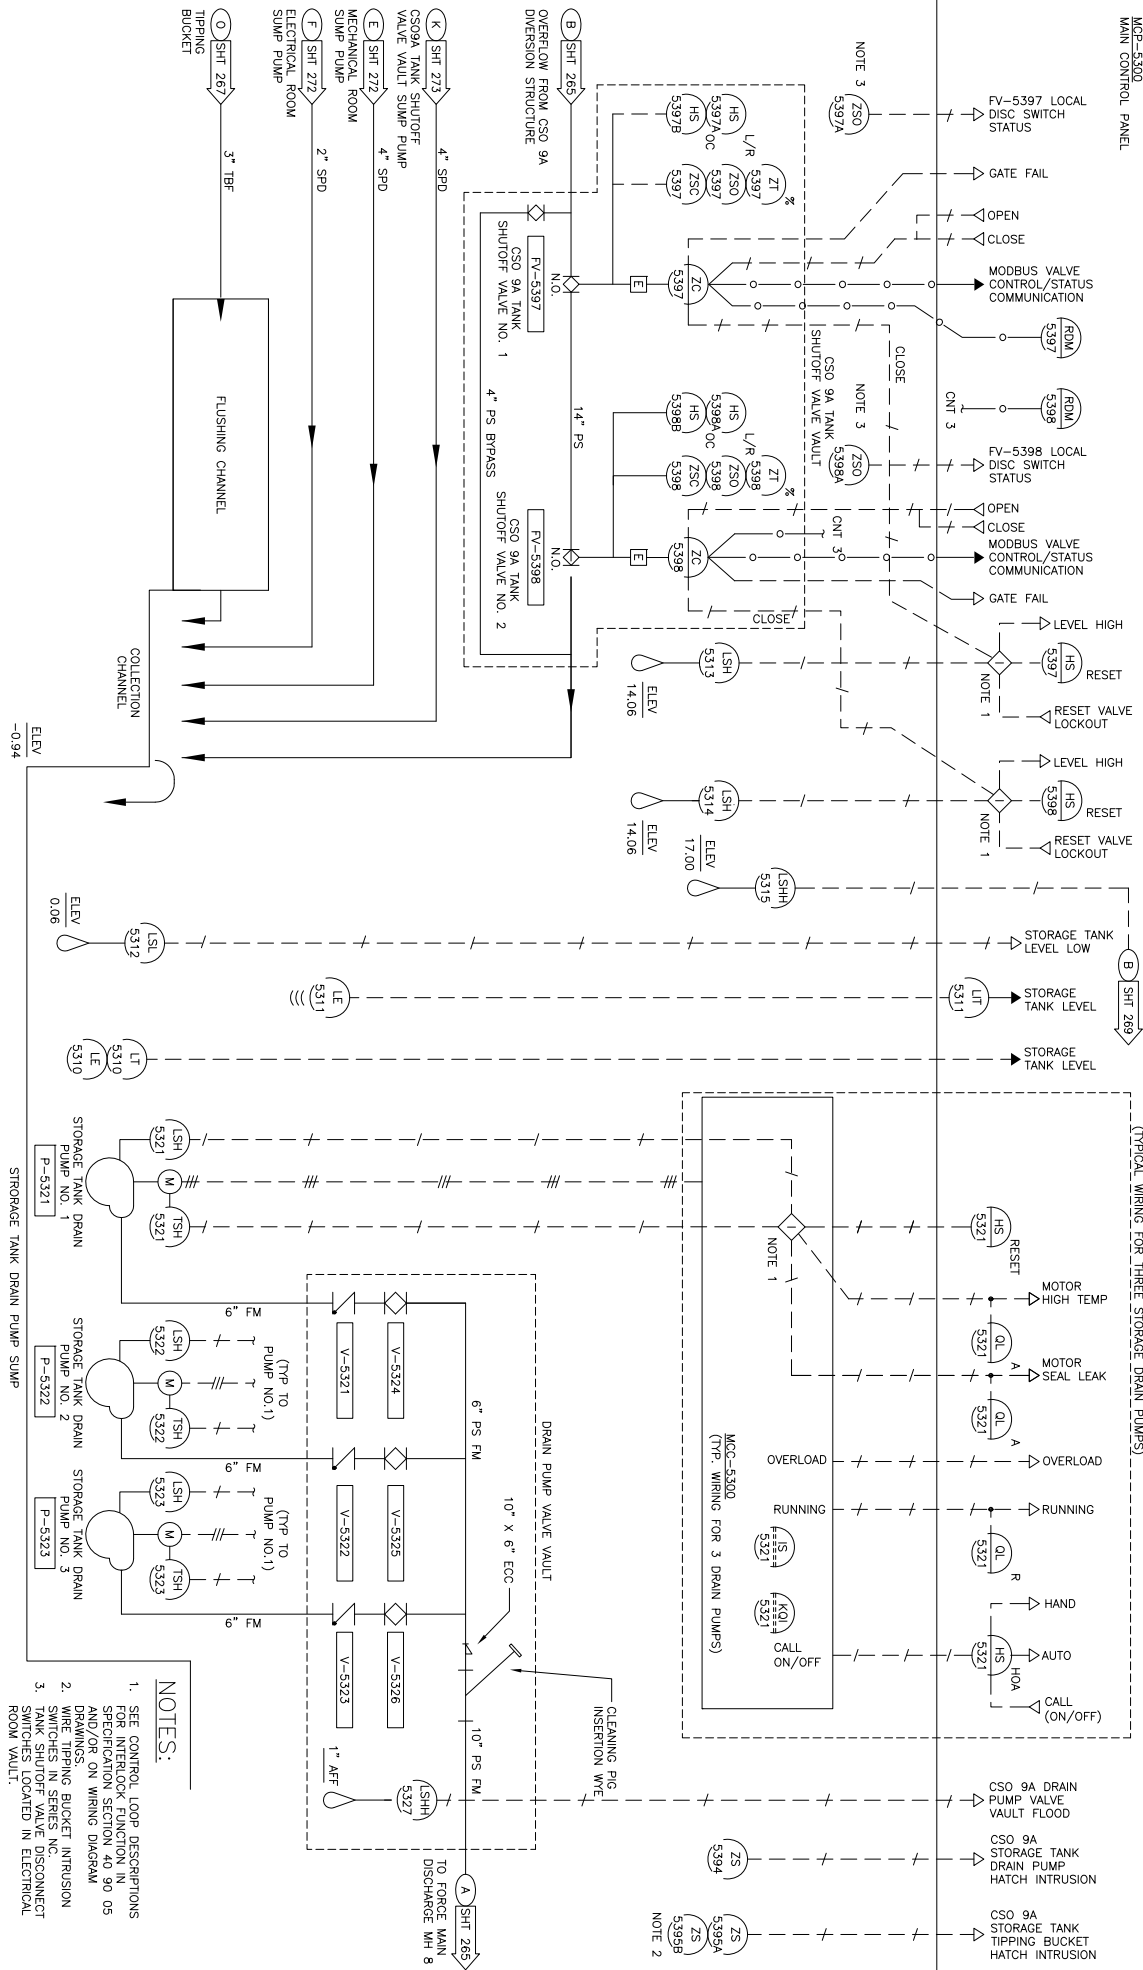 MCP-5300
MAIN CONTROL PANEL
FV-5397 LOCAL
DISC SWITCH
STATUS
GATE FAIL
OPEN
CLOSE
MODBUS VALVE
CONTROL/STATUS
COMMUNICATION
RDM
5397
RDM
5398
CNT 3
FV-5398 LOCAL
DISC SWITCH
STATUS
OPEN
CLOSE
MODBUS VALVE
CONTROL/STATUS
COMMUNICATION
GATE FAIL
LEVEL HIGH
HS
5397
RESET
RESET VALVE
LOCKOUT
NOTE 1
LEVEL HIGH
HS
5398
RESET
RESET VALVE
LOCKOUT
NOTE 1
B
SHT 269
STORAGE TANK
LEVEL LOW
LIT
5311
STORAGE
TANK LEVEL
STORAGE
TANK LEVEL
(TYPICAL WIRING FOR THREE STORAGE DRAIN PUMPS)
HS
5321
RESET
MOTOR
HIGH TEMP
QL
5321
A
MOTOR
SEAL LEAK
QL
5321
A
OVERLOAD
RUNNING
QL
5321
R
HAND
HS
5321
HOA
AUTO
CALL
(ON/OFF)
CSO 9A DRAIN
PUMP VALVE
VAULT FLOOD
CSO 9A
STORAGE TANK
DRAIN PUMP
HATCH INTRUSION
CSO 9A
STORAGE TANK
TIPPING BUCKET
HATCH INTRUSION
NOTE 3
ZSO
5397A
NOTE 3
ZSO
5398A
CLOSE
CSO 9A TANK
SHUTOFF VALVE VAULT
HS
5397A
HS
5397B
L/R
OC
ZT
5397
ZSO
5397
ZSC
%
ZC
5397
E
HS
5398A
HS
5398B
L/R
OC
ZT
5398
ZSO
5398
ZSC
%
ZC
5398
E
CNT 3
CLOSE
B
SHT 265
OVERFLOW FROM CSO 9A
DIVERSION STRUCTURE
N.O.
FV-5397
CSO 9A TANK
SHUTOFF VALVE NO. 1
14" PS
4" PS BYPASS
N.O.
FV-5398
CSO 9A TANK
SHUTOFF VALVE NO. 2
K
SHT 273
CSO9A TANK SHUTOFF
VALVE VAULT SUMP PUMP
4" SPD
E
SHT 272
MECHANICAL ROOM
SUMP PUMP
4" SPD
F
SHT 272
ELECTRICAL ROOM
SUMP PUMP
2" SPD
O
SHT 267
TIPPING
BUCKET
3" TBF
FLUSHING CHANNEL
COLLECTION
CHANNEL
ELEV
-0.94
LSH
5313
ELEV
14.06
LSH
5314
ELEV
14.06
LSHH
5315
ELEV
17.00
LSL
5312
ELEV
0.06
LE
5311
LT
5310
LE
5310
MCC-5300
(TYP. WIRING FOR 3 DRAIN PUMPS)
NOTE 1
OVERLOAD
RUNNING
IS
5321
KQI
5321
CALL
ON/OFF
LSH
5321
M
TSH
5321
STORAGE TANK DRAIN
PUMP NO. 1
P-5321
6" FM
LSH
5322
M
TSH
5322
(TYP TO
PUMP NO.1)
STORAGE TANK DRAIN
PUMP NO. 2
P-5322
6" FM
LSH
5323
M
TSH
5323
(TYP TO
PUMP NO.1)
STORAGE TANK DRAIN
PUMP NO. 3
P-5323
6" FM
STRORAGE TANK DRAIN PUMP SUMP
DRAIN PUMP VALVE VAULT
V-5321
V-5324
V-5322
V-5325
V-5323
V-5326
6" PS FM
10" X 6" ECC
CLEANING PIG
INSERTION WYE
10" PS FM
1" AFF
LSHH
5327
A
SHT 265
TO FORCE MAIN
DISCHARGE MH 8
ZS
5394
ZS
5395A
ZS
5395B
NOTE 2
NOTES:
1. SEE CONTROL LOOP DESCRIPTIONS
FOR INTERLOCK FUNCTION IN
SPECIFICATION SECTION 40 90 05
AND/OR ON WIRING DIAGRAM
DRAWINGS.
2. WIRE TIPPING BUCKET INTRUSION
SWITCHES IN SERIES NC.
3. TANK SHUTOFF VALVE DISCONNECT
SWITCHES LOCATED IN ELECTRICAL
ROOM VAULT.